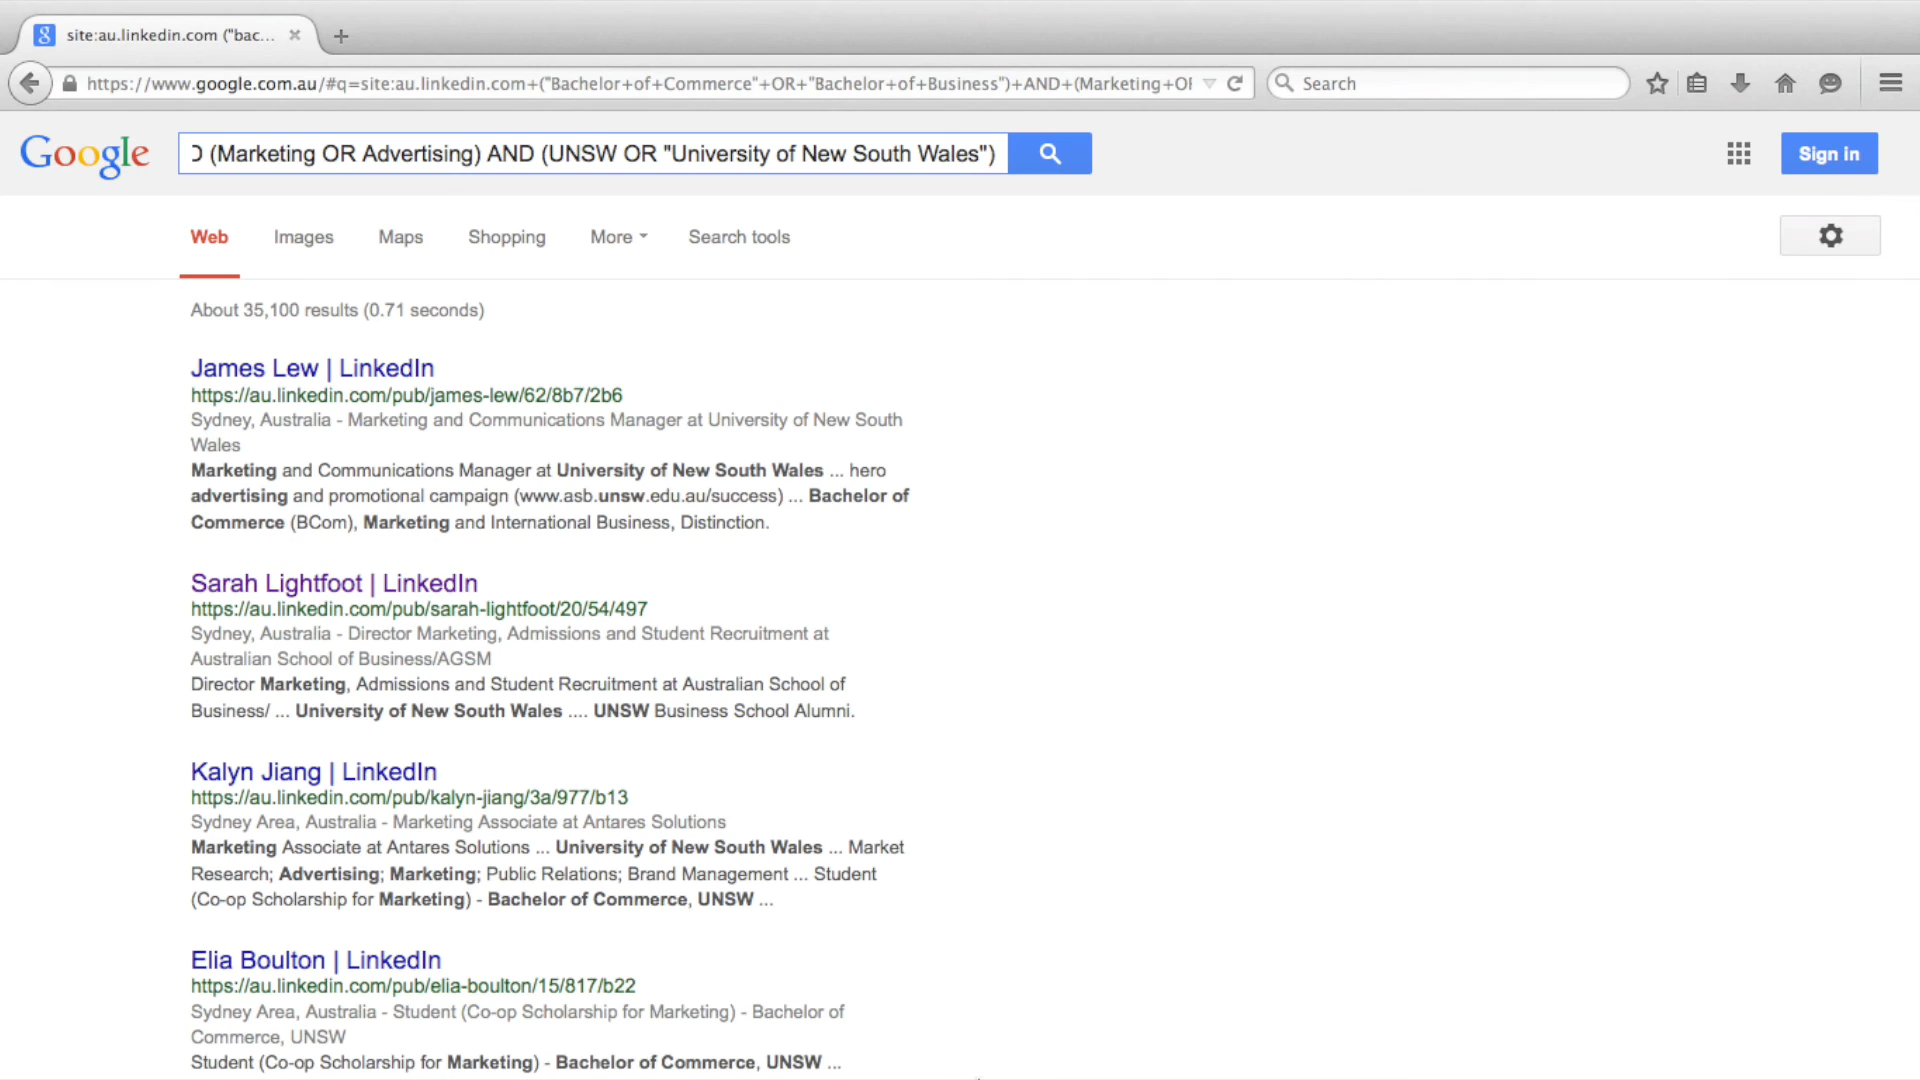 site:au.linkedin.com ("bac...
https://www.google.com.au/#q=site:au.linkedin.com+("Bachelor+of+Commerce"+OR+"Bachelor+of+Business")+AND+(Marketing+OR
Search
Google
(Marketing OR Advertising) AND (UNSW OR "University of New South Wales")
Sign in
Web Images Maps Shopping More Search tools
About 35,100 results (0.71 seconds)
James Lew | LinkedIn
https://au.linkedin.com/pub/james-lew/62/8b7/2b6
Sydney, Australia - Marketing and Communications Manager at University of New South
Wales
Marketing and Communications Manager at University of New South Wales ... hero
advertising and promotional campaign (www.asb.unsw.edu.au/success) ... Bachelor of
Commerce (BCom), Marketing and International Business, Distinction.
Sarah Lightfoot | LinkedIn
https://au.linkedin.com/pub/sarah-lightfoot/20/54/497
Sydney, Australia - Director Marketing, Admissions and Student Recruitment at
Australian School of Business/AGSM
Director Marketing, Admissions and Student Recruitment at Australian School of
Business/ ... University of New South Wales .... UNSW Business School Alumni.
Kalyn Jiang | LinkedIn
https://au.linkedin.com/pub/kalyn-jiang/3a/977/b13
Sydney Area, Australia - Marketing Associate at Antares Solutions
Marketing Associate at Antares Solutions ... University of New South Wales ... Market
Research; Advertising; Marketing; Public Relations; Brand Management ... Student
(Co-op Scholarship for Marketing) - Bachelor of Commerce, UNSW ...
Elia Boulton | LinkedIn
https://au.linkedin.com/pub/elia-boulton/15/817/b22
Sydney Area, Australia - Student (Co-op Scholarship for Marketing) - Bachelor of
Commerce, UNSW
Student (Co-op Scholarship for Marketing) - Bachelor of Commerce, UNSW ...